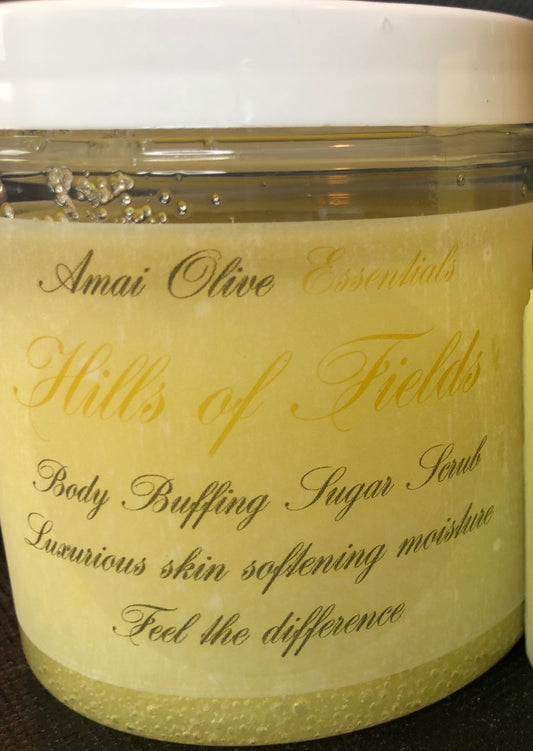 Amai Olive Essentials
Hills of Fields
Body Buffing Sugar Scrub
Luxurious skin softening moisture
Feel the difference